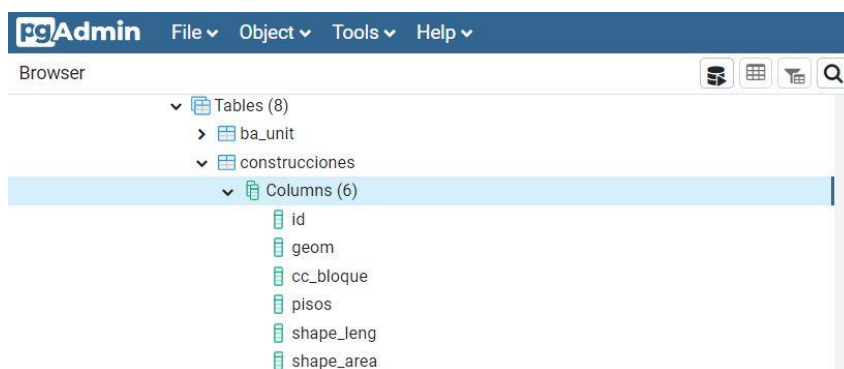 pgAdmin File Object Tools Help
Browser
Tables (8)
ba_unit
construcciones
Columns (6)
id
geom
cc_bloque
pisos
shape_leng
shape_area